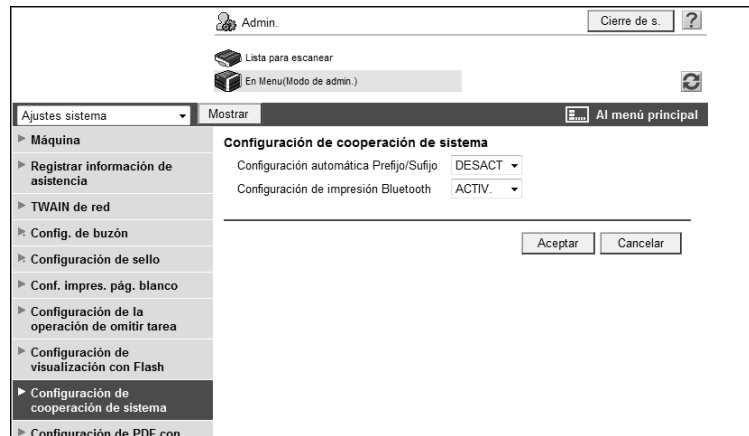 Admin.
Cierre de s.
?
Lista para escanear
En Menu(Modo de admin.)
Ajustes sistema
Mostrar
Al menú principal
Máquina
Registrar información de
asistencia
TWAIN de red
Config. de buzón
Configuración de sello
Conf. impres. pág. blanco
Configuración de la
operación de omitir tarea
Configuración de
visualización con Flash
Configuración de
cooperación de sistema
Configuración de PDF con
Configuración de cooperación de sistema
Configuración automática Prefijo/Sufijo DESACT
Configuración de impresión Bluetooth ACTIV.
Aceptar Cancelar